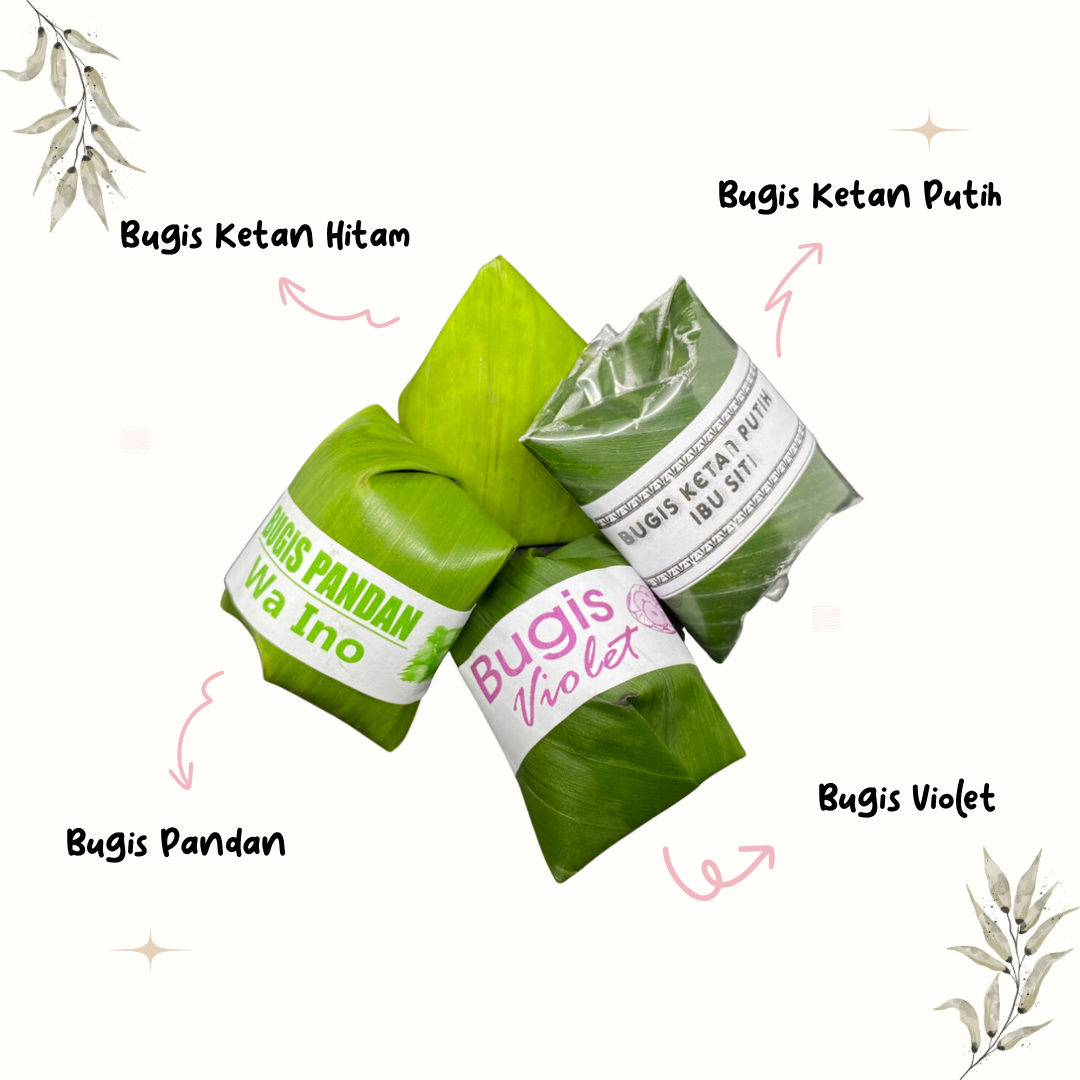 Bugis Ketan Putih
Bugis Ketan Hitam
BUGIS KETAN PUTIH
IBU SITI
BUGIS PANDAN
Wa Ino
Bugis
Violet
Bugis Violet
Bugis Pandan